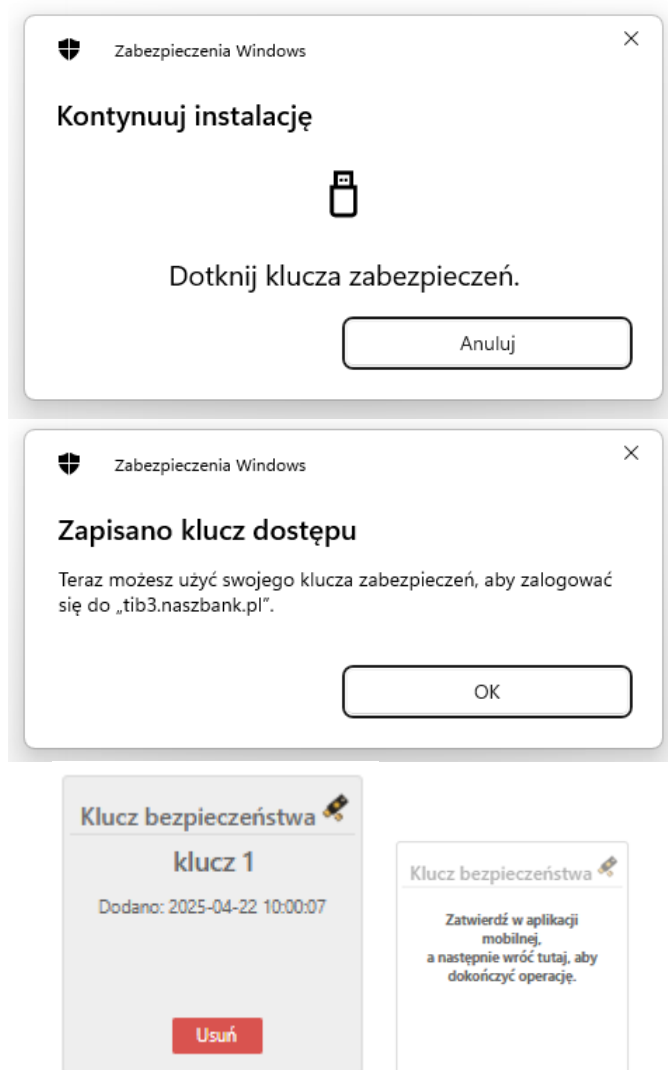 Zabezpieczenia Windows
Kontynuuj instalację
Dotknij klucza zabezpieczeń.
Anuluj
Zabezpieczenia Windows
Zapisano klucz dostępu
Teraz możesz użyć swojego klucza zabezpieczeń, aby zalogować
się do „tib3.naszbank.pl”.
OK
Klucz bezpieczeństwa
klucz 1
Dodano: 2025-04-22 10:00:07
Usuń
Klucz bezpieczeństwa
Zatwierdź w aplikacji
mobilnej,
a następnie wróć tutaj, aby
dokończyć operację.